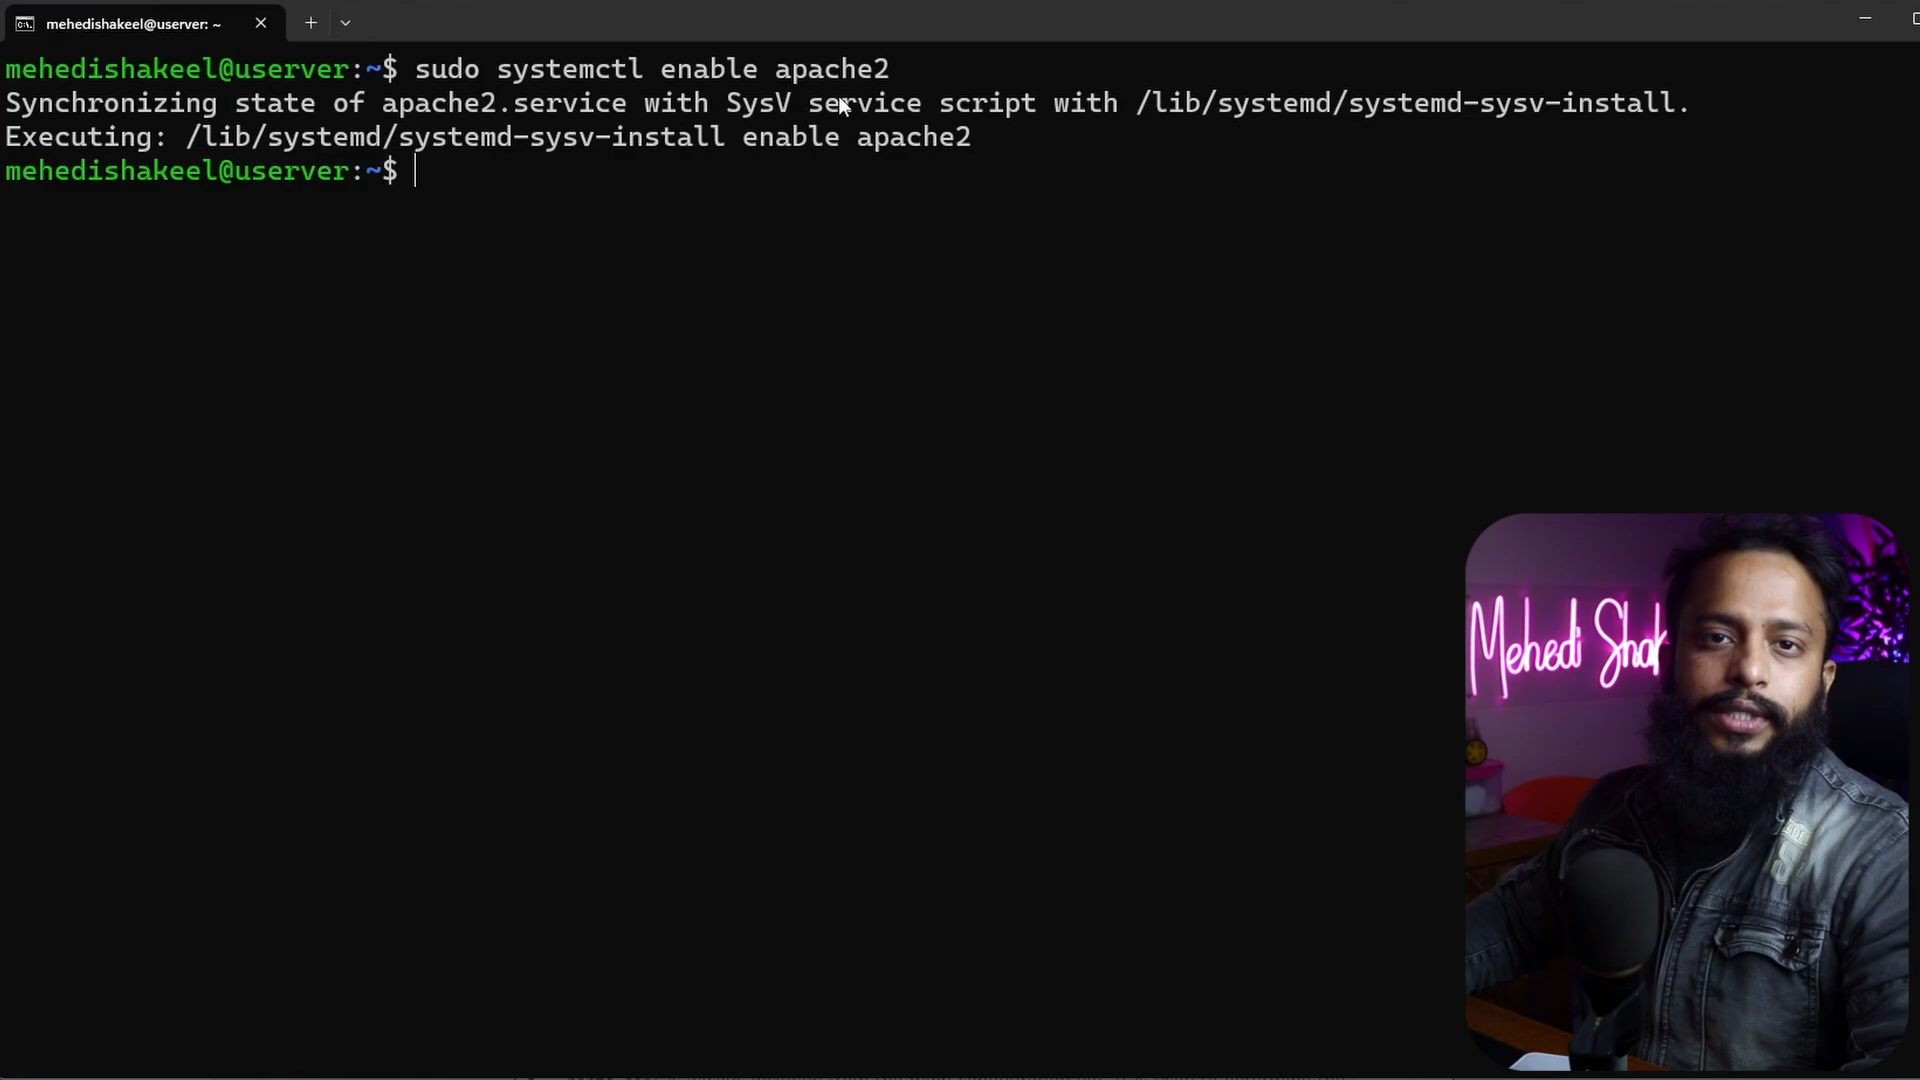 mehedishakeel@userver: ~
mehedishakeel@userver:~$ sudo systemctl enable apache2
Synchronizing state of apache2.service with SysV service script with /lib/systemd/systemd-sysv-install.
Executing: /lib/systemd/systemd-sysv-install enable apache2
mehedishakeel@userver:~$
Mehedi Shak